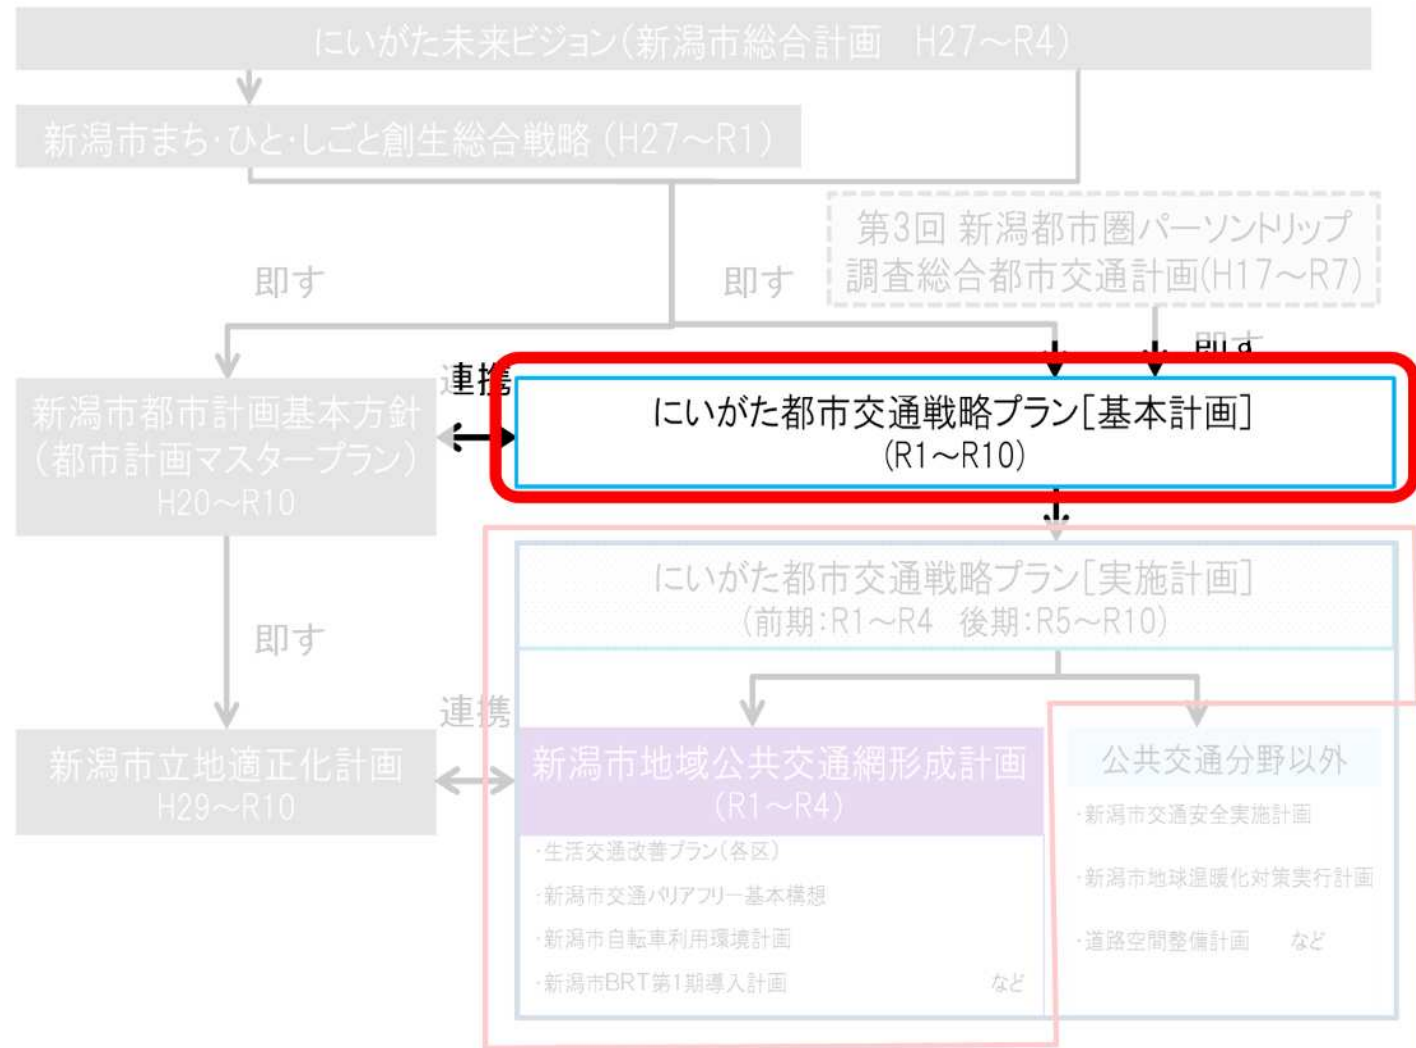 にいがた未来ビジョン(新潟市総合計画　H27～R4)
新潟市まち・ひと・しごと創生総合戦略 (H27～R1)
第3回 新潟都市圏パーソントリップ
調査総合都市交通計画(H17～R7)
即す
即す
即す
連携
新潟市都市計画基本方針
(都市計画マスタープラン)
H20～R10
にいがた都市交通戦略プラン[基本計画]
(R1～R10)
にいがた都市交通戦略プラン[実施計画]
(前期:R1～R4　後期:R5～R10)
即す
連携
新潟市立地適正化計画
H29～R10
新潟市地域公共交通網形成計画
(R1～R4)
・生活交通改善プラン(各区)
・新潟市交通バリアフリー基本構想
・新潟市自転車利用環境計画
・新潟市BRT第1期導入計画　　など
公共交通分野以外
・新潟市交通安全実施計画
・新潟市地球温暖化対策実行計画
・道路空間整備計画　　など